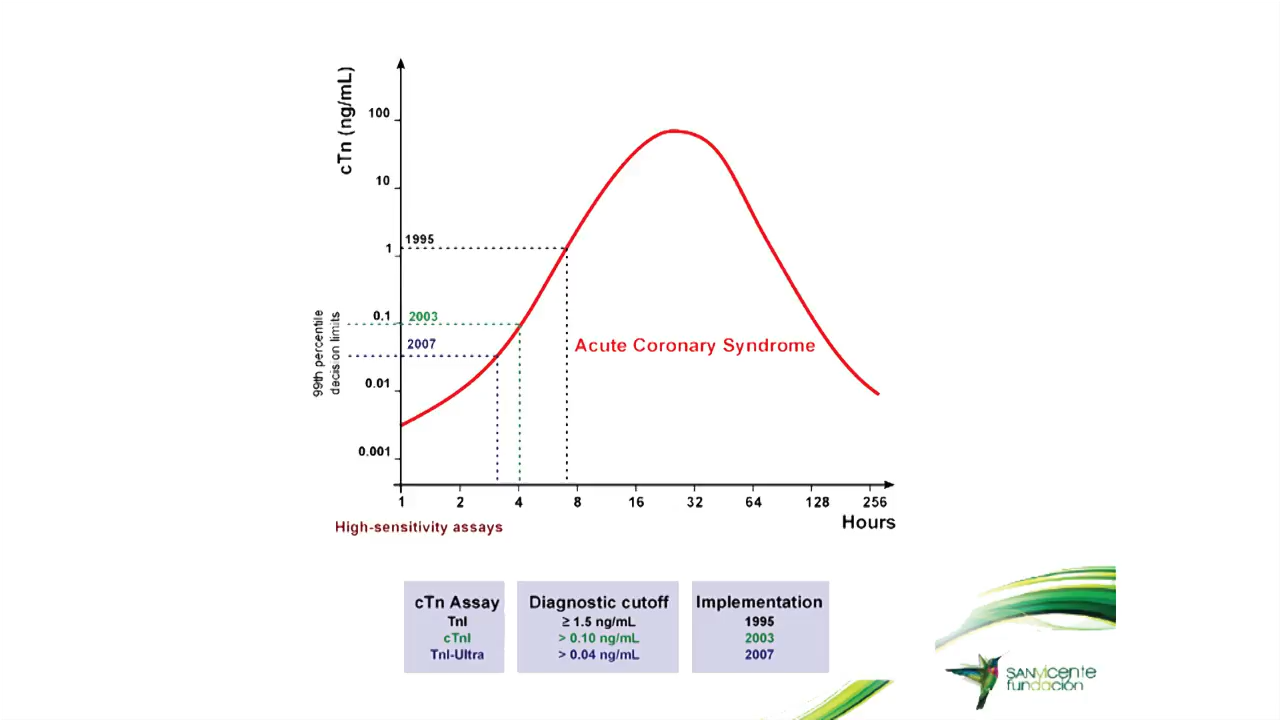 cTn (ng/mL)
100
10
1
0.1
0.01
0.001
1995
2003
2007
99th percentile
decision limits
Acute Coronary Syndrome
1 2 4 8 16 32 64 128 256
Hours
High-sensitivity assays
cTn Assay Diagnostic cutoff Implementation
TnI ≥ 1.5 ng/mL 1995
cTnI > 0.10 ng/mL 2003
TnI-Ultra > 0.04 ng/mL 2007
SANVICENTE
fundación